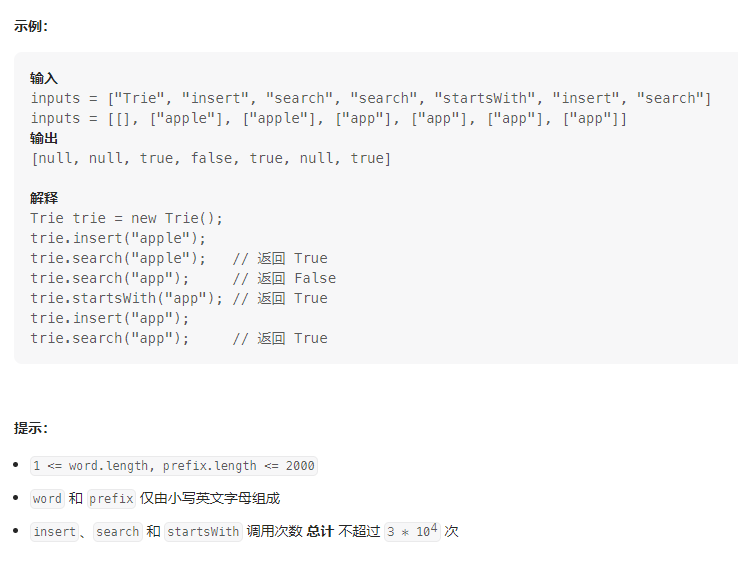 示例：
输入
inputs = ["Trie", "insert", "search", "search", "startsWith", "insert", "search"]
inputs = [[], ["apple"], ["apple"], ["app"], ["app"], ["app"], ["app"]]
输出
[null, null, true, false, true, null, true]
解释
Trie trie = new Trie();
trie.insert("apple");
trie.search("apple");   // 返回 True
trie.search("app");     // 返回 False
trie.startsWith("app"); // 返回 True
trie.insert("app");
trie.search("app");     // 返回 True
提示：
• 1 <= word.length, prefix.length <= 2000
• word 和 prefix 仅由小写英文字母组成
• insert、search 和 startsWith 调用次数 总计 不超过 3 * 10⁴ 次